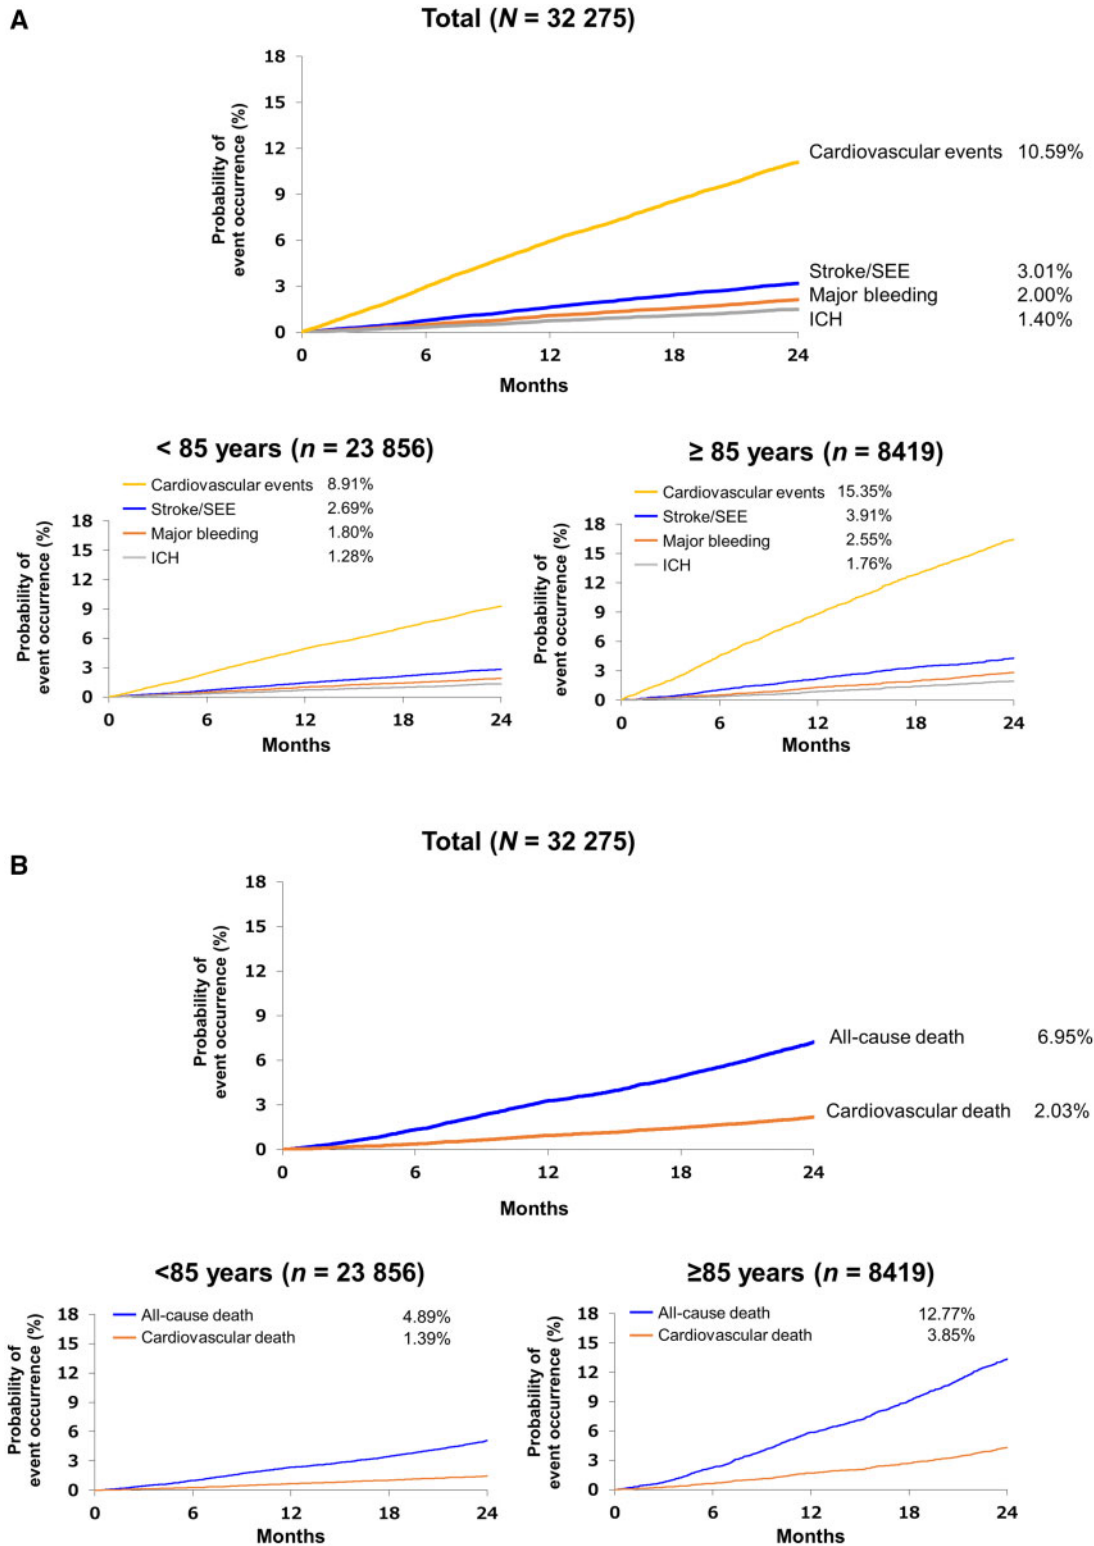 A
Total (N = 32 275)
Probability of
event occurrence (%)
18
15
12
9
6
3
0
0 6 12 18 24
Months
Cardiovascular events 10.59%
Stroke/SEE 3.01%
Major bleeding 2.00%
ICH 1.40%
< 85 years (n = 23 856)
Cardiovascular events 8.91%
Stroke/SEE 2.69%
Major bleeding 1.80%
ICH 1.28%
Probability of
event occurrence (%)
18
15
12
9
6
3
0
0 6 12 18 24
Months
≥ 85 years (n = 8419)
Cardiovascular events 15.35%
Stroke/SEE 3.91%
Major bleeding 2.55%
ICH 1.76%
Probability of
event occurrence (%)
18
15
12
9
6
3
0
0 6 12 18 24
Months
B
Total (N = 32 275)
Probability of
event occurrence (%)
18
15
12
9
6
3
0
0 6 12 18 24
Months
All-cause death 6.95%
Cardiovascular death 2.03%
<85 years (n = 23 856)
All-cause death 4.89%
Cardiovascular death 1.39%
Probability of
event occurrence (%)
18
15
12
9
6
3
0
0 6 12 18 24
Months
≥85 years (n = 8419)
All-cause death 12.77%
Cardiovascular death 3.85%
Probability of
event occurrence (%)
18
15
12
9
6
3
0
0 6 12 18 24
Months